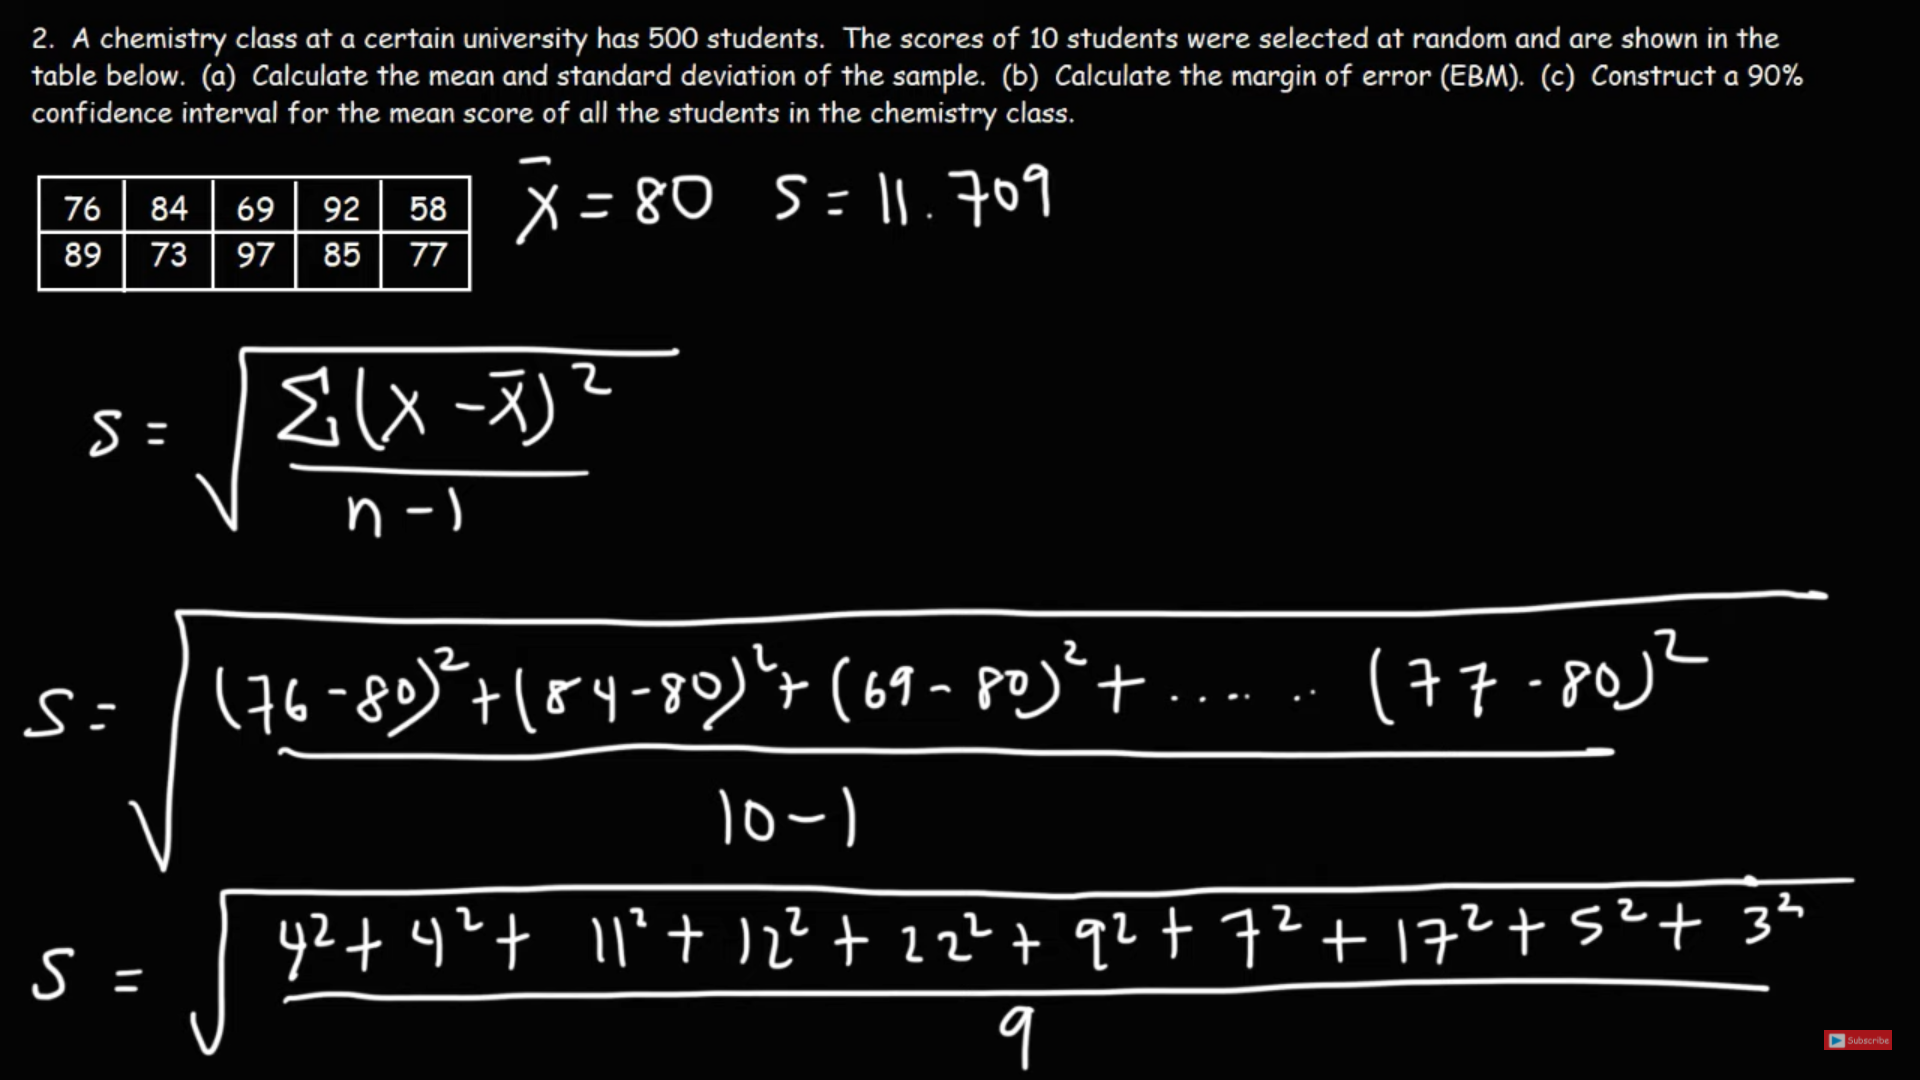 2. A chemistry class at a certain university has 500 students. The scores of 10 students were selected at random and are shown in the
table below. (a) Calculate the mean and standard deviation of the sample. (b) Calculate the margin of error (EBM). (c) Construct a 90%
confidence interval for the mean score of all the students in the chemistry class.
76 84 69 92 58
89 73 97 85 77
x̄ = 80 S = 11.709
S = √(Σ(x - x̄)² / (n - 1))
S = √(((76 - 80)² + (84 - 80)² + (69 - 80)² + ...... (77 - 80)²) / (10 - 1))
S = √((4² + 4² + 11² + 12² + 22² + 9² + 7² + 17² + 5² + 3²) / 9)
Subscribe